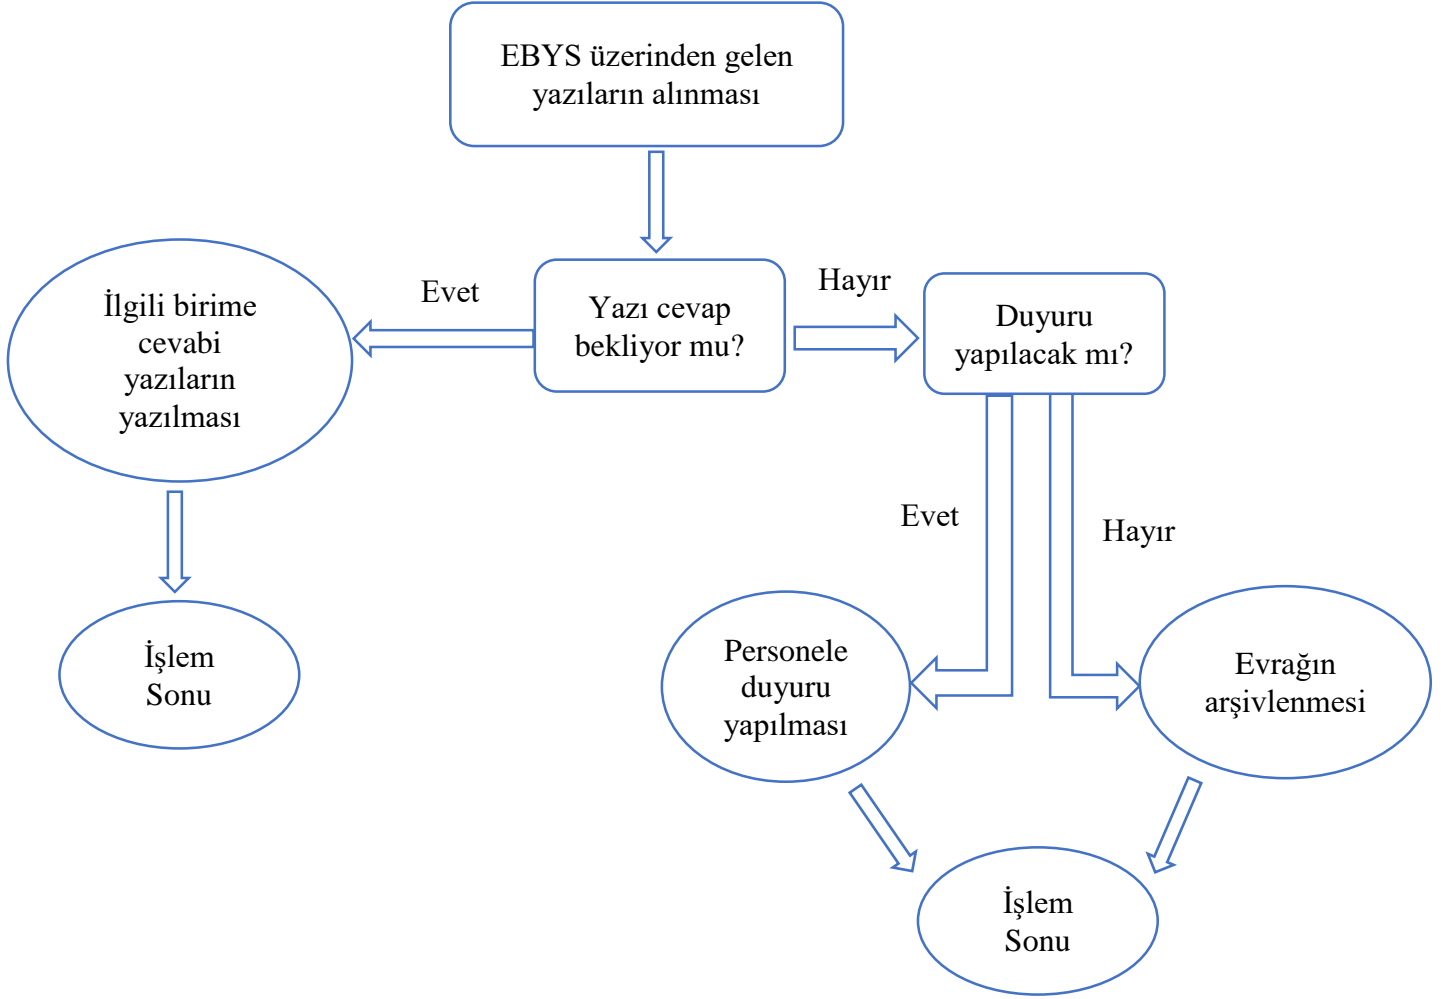 EBYS üzerinden gelen
yazıların alınması
Evet
Hayır
İlgili birime
cevabi
yazıların
yazılması
Yazı cevap
bekliyor mu?
Duyuru
yapılacak mı?
Evet
Hayır
İşlem
Sonu
Personele
duyuru
yapılması
Evrağın
arşivlenmesi
İşlem
Sonu